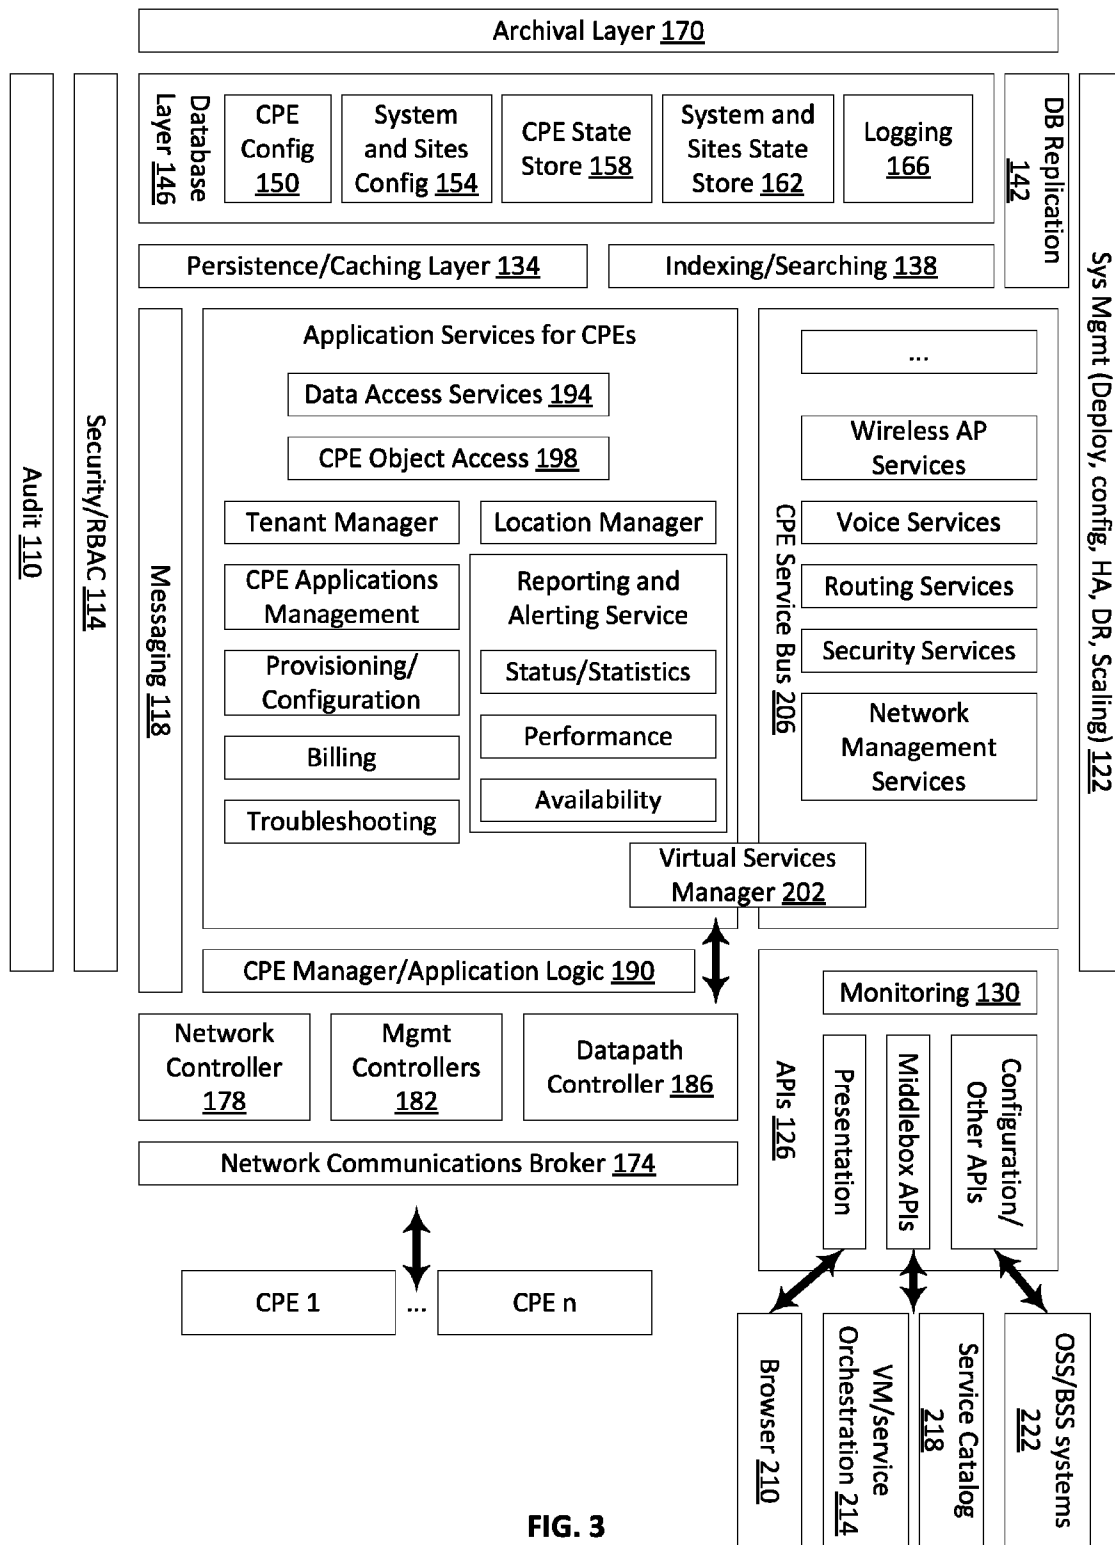 Archival Layer 170
Audit 110
Security/RBAC 114
Database
Layer 146
CPE
Config
150
System
and Sites
Config 154
CPE State
Store 158
System and
Sites State
Store 162
Logging
166
DB Replication
142
Sys Mgmt (Deploy, config, HA, DR, Scaling) 122
Persistence/Caching Layer 134
Indexing/Searching 138
Messaging 118
Application Services for CPEs
Data Access Services 194
CPE Object Access 198
Tenant Manager
Location Manager
CPE Applications
Management
Provisioning/
Configuration
Billing
Troubleshooting
Reporting and
Alerting Service
Status/Statistics
Performance
Availability
CPE Service Bus 206
...
Wireless AP
Services
Voice Services
Routing Services
Security Services
Network
Management
Services
Virtual Services
Manager 202
CPE Manager/Application Logic 190
Network
Controller
178
Mgmt
Controllers
182
Datapath
Controller 186
Network Communications Broker 174
CPE 1
...
CPE n
APIs 126
Monitoring 130
Presentation
Middlebox APIs
Configuration/
Other APIs
Browser 210
VM/service
Orchestration 214
Service Catalog
218
OSS/BSS systems
222
FIG. 3